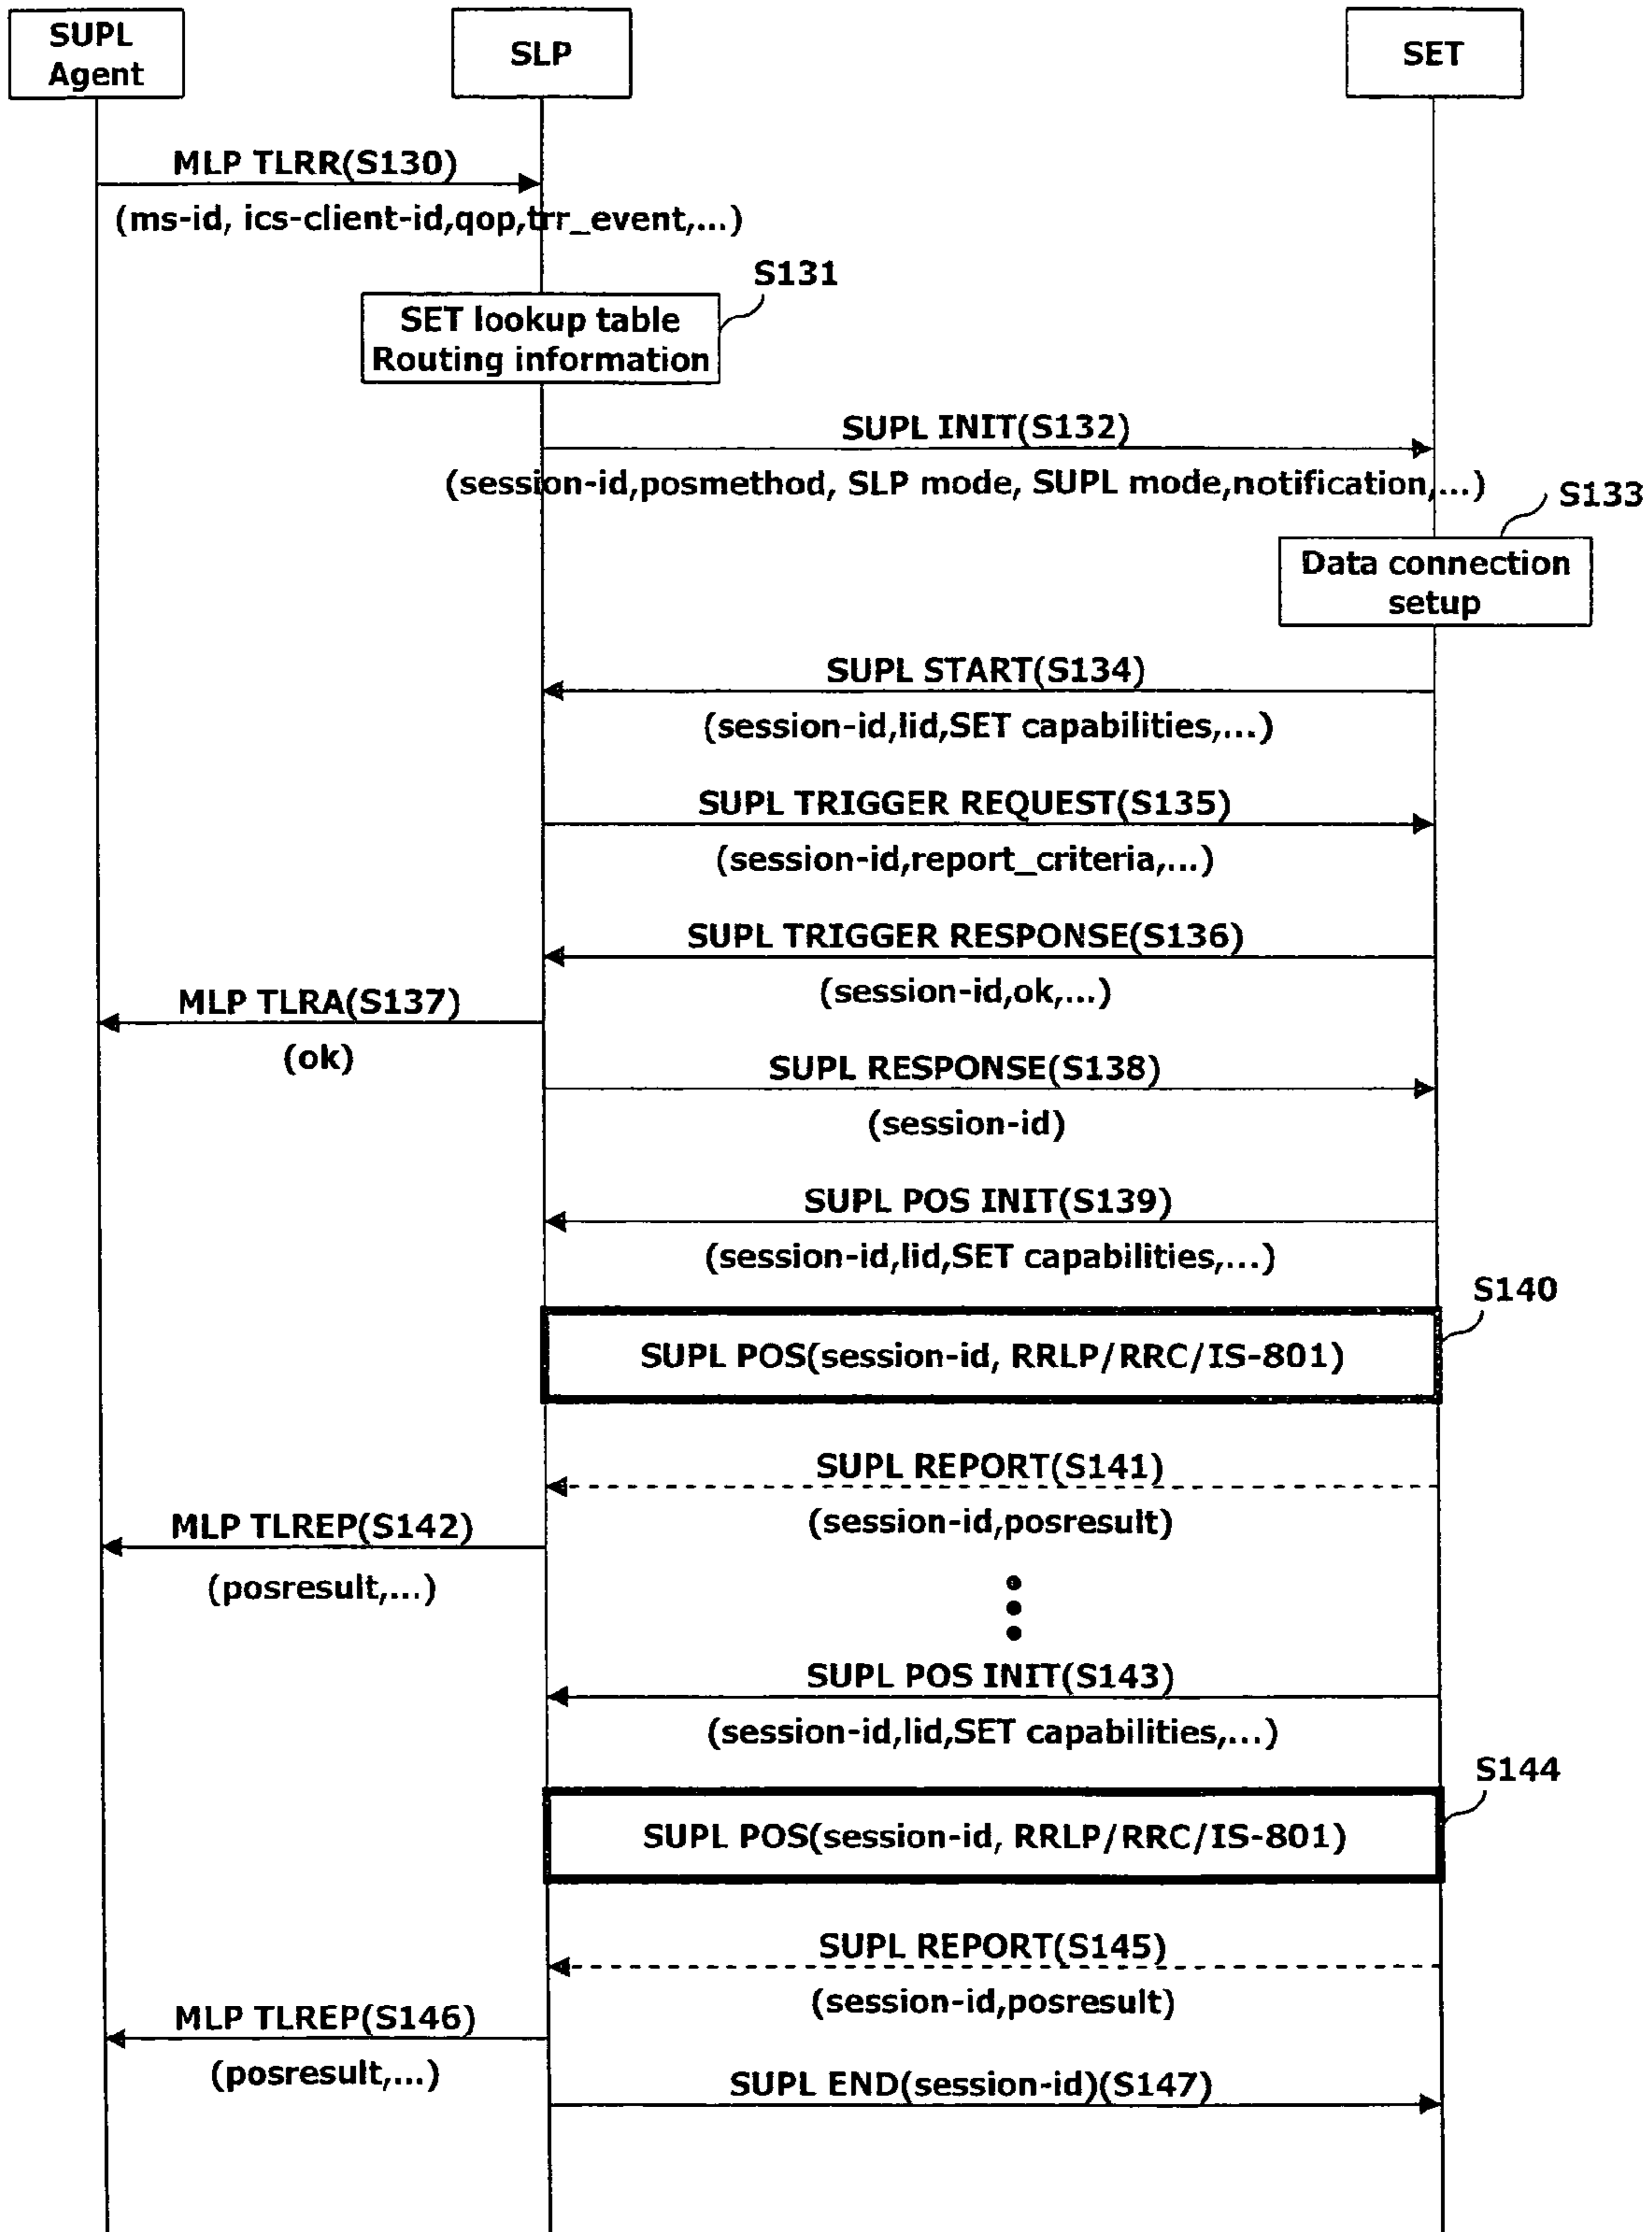 SUPL
Agent
SLP
SET
MLP TLRR(S130)
(ms-id, ics-client-id,qop,trr_event,...)
S131
SET lookup table
Routing information
SUPL INIT(S132)
(session-id,posmethod, SLP mode, SUPL mode,notification,...)
S133
Data connection
setup
SUPL START(S134)
(session-id,lid,SET capabilities,...)
SUPL TRIGGER REQUEST(S135)
(session-id,report_criteria,...)
SUPL TRIGGER RESPONSE(S136)
(session-id,ok,...)
MLP TLRA(S137)
(ok)
SUPL RESPONSE(S138)
(session-id)
SUPL POS INIT(S139)
(session-id,lid,SET capabilities,...)
S140
SUPL POS(session-id, RRLP/RRC/IS-801)
SUPL REPORT(S141)
(session-id,posresult)
MLP TLREP(S142)
(posresult,...)
SUPL POS INIT(S143)
(session-id,lid,SET capabilities,...)
S144
SUPL POS(session-id, RRLP/RRC/IS-801)
SUPL REPORT(S145)
(session-id,posresult)
MLP TLREP(S146)
(posresult,...)
SUPL END(session-id)(S147)